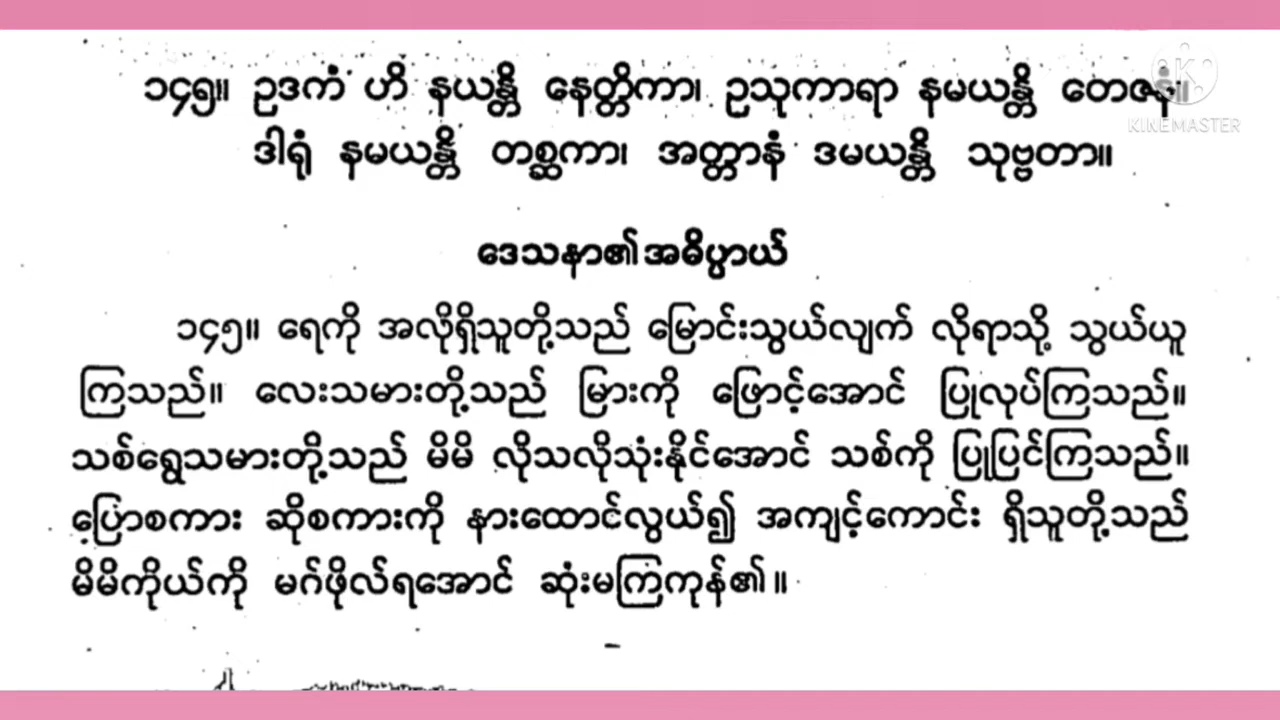 ၁၄၅။ ဥဒကံ ဟိ နယန္တိ နေတ္တိကာ၊ ဥသုကာရာ နမယန္တိ တေဇနံ။
KINEMASTER
ဒါရုံ နမယန္တိ တစ္ဆကာ၊ အတ္တာနံ ဒမယန္တိ သုဗ္ဗတာ။
ဒေသနာ၏အဓိပ္ပာယ်
၁၄၅။ ရေကို အလိုရှိသူတို့သည် မြောင်းသွယ်လျက် လိုရာသို့ သွယ်ယူ
ကြသည်။ လေးသမားတို့သည် မြားကို ဖြောင့်အောင် ပြုလုပ်ကြသည်။
သစ်ရွေသမားတို့သည် မိမိ လိုသလိုသုံးနိုင်အောင် သစ်ကို ပြုပြင်ကြသည်။
ပြောစကား ဆိုစကားကို နားထောင်လွယ်၍ အကျင့်ကောင်း ရှိသူတို့သည်
မိမိကိုယ်ကို မဂ်ဖိုလ်ရအောင် ဆုံးမကြကုန်၏။